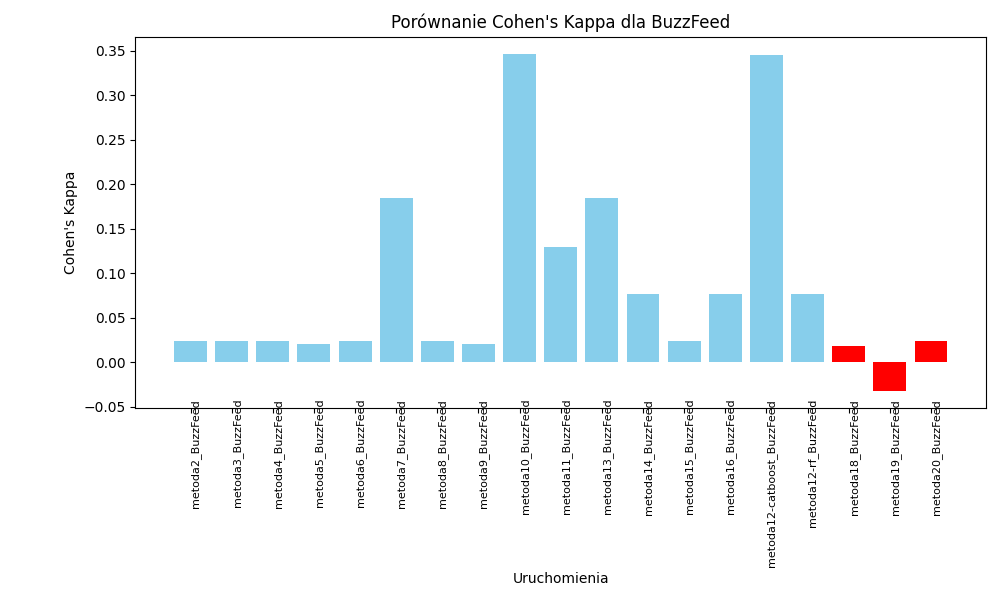 Porównanie Cohen's Kappa dla BuzzFeed
Cohen's Kappa
0.35
0.30
0.25
0.20
0.15
0.10
0.05
0.00
−0.05
metoda2_BuzzFeed
metoda3_BuzzFeed
metoda4_BuzzFeed
metoda5_BuzzFeed
metoda6_BuzzFeed
metoda7_BuzzFeed
metoda8_BuzzFeed
metoda9_BuzzFeed
metoda10_BuzzFeed
metoda11_BuzzFeed
metoda13_BuzzFeed
metoda14_BuzzFeed
metoda15_BuzzFeed
metoda16_BuzzFeed
metoda12-catboost_BuzzFeed
metoda12-rf_BuzzFeed
metoda18_BuzzFeed
metoda19_BuzzFeed
metoda20_BuzzFeed
Uruchomienia